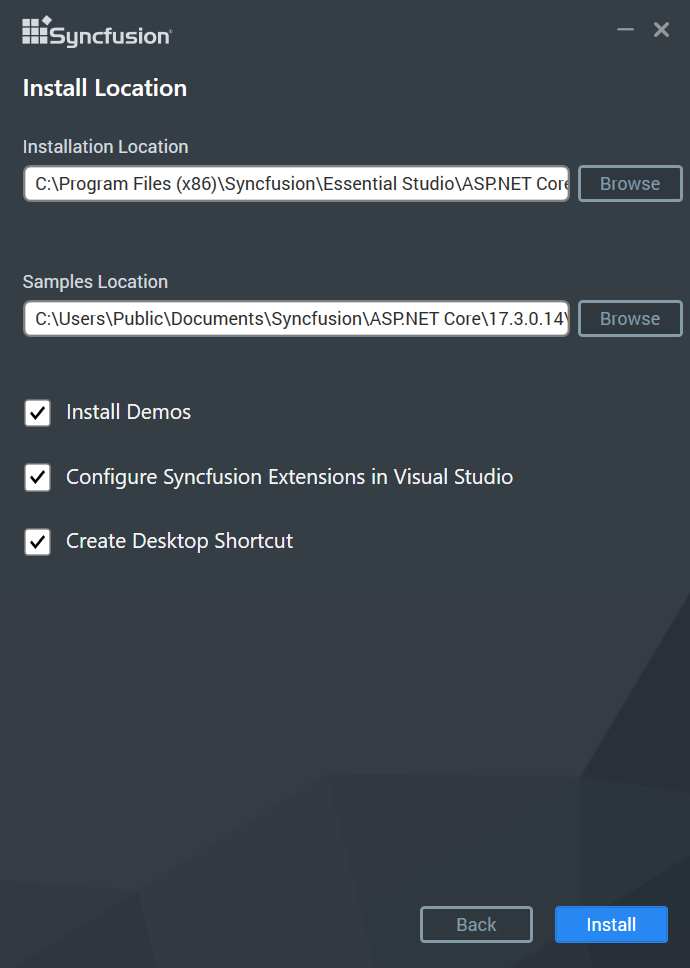 Syncfusion
Install Location
Installation Location
C:\Program Files (x86)\Syncfusion\Essential Studio\ASP.NET Core
Browse
Samples Location
C:\Users\Public\Documents\Syncfusion\ASP.NET Core\17.3.0.14\
Browse
Install Demos
Configure Syncfusion Extensions in Visual Studio
Create Desktop Shortcut
Back
Install